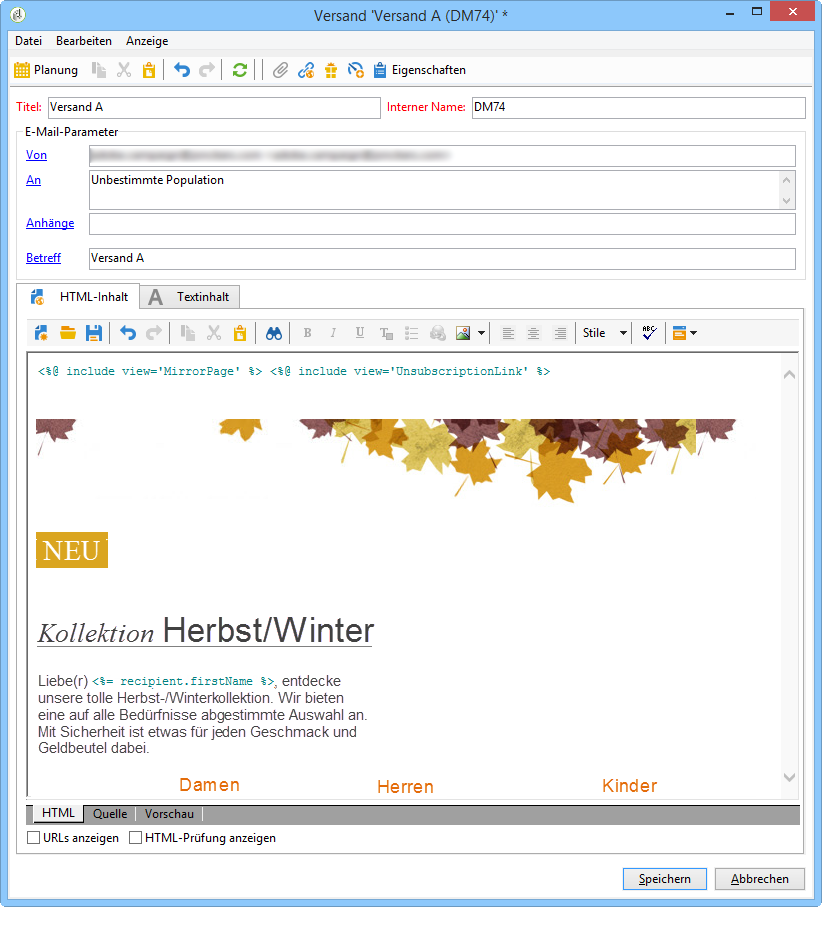 Versand 'Versand A (DM74)' *
Datei Bearbeiten Anzeige
Planung Eigenschaften
Titel: Versand A Interner Name: DM74
E-Mail-Parameter
Von
An Unbestimmte Population
Anhänge
Betreff Versand A
HTML-Inhalt A Textinhalt
B I U T Stile ABC
<%@ include view='MirrorPage' %> <%@ include view='UnsubscriptionLink' %>
NEU
Kollektion Herbst/Winter
Liebe(r) <%= recipient.firstName %>, entdecke
unsere tolle Herbst-/Winterkollektion. Wir bieten
eine auf alle Bedürfnisse abgestimmte Auswahl an.
Mit Sicherheit ist etwas für jeden Geschmack und
Geldbeutel dabei.
Damen Herren Kinder
HTML Quelle Vorschau
URLs anzeigen HTML-Prüfung anzeigen
Speichern Abbrechen